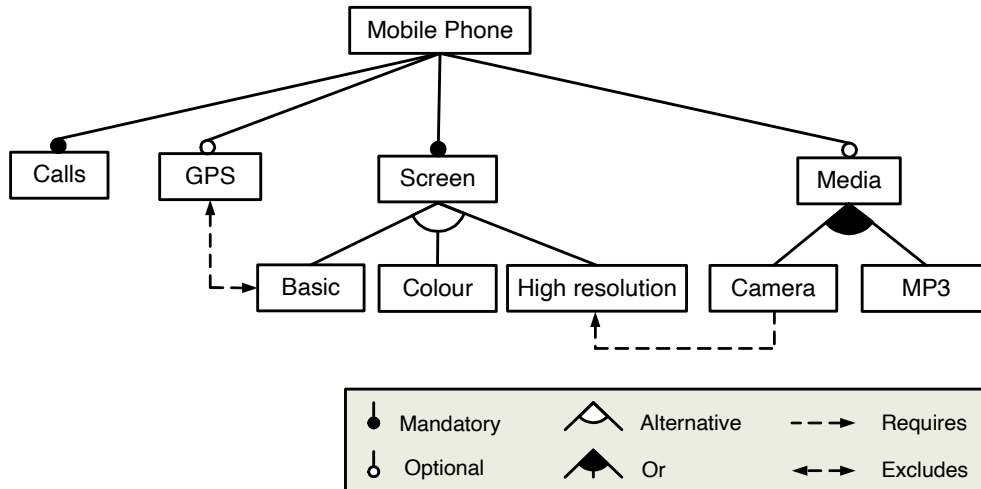 Mobile Phone
Calls
GPS
Screen
Media
Basic
Colour
High resolution
Camera
MP3
Mandatory
Alternative
Requires
Optional
Or
Excludes